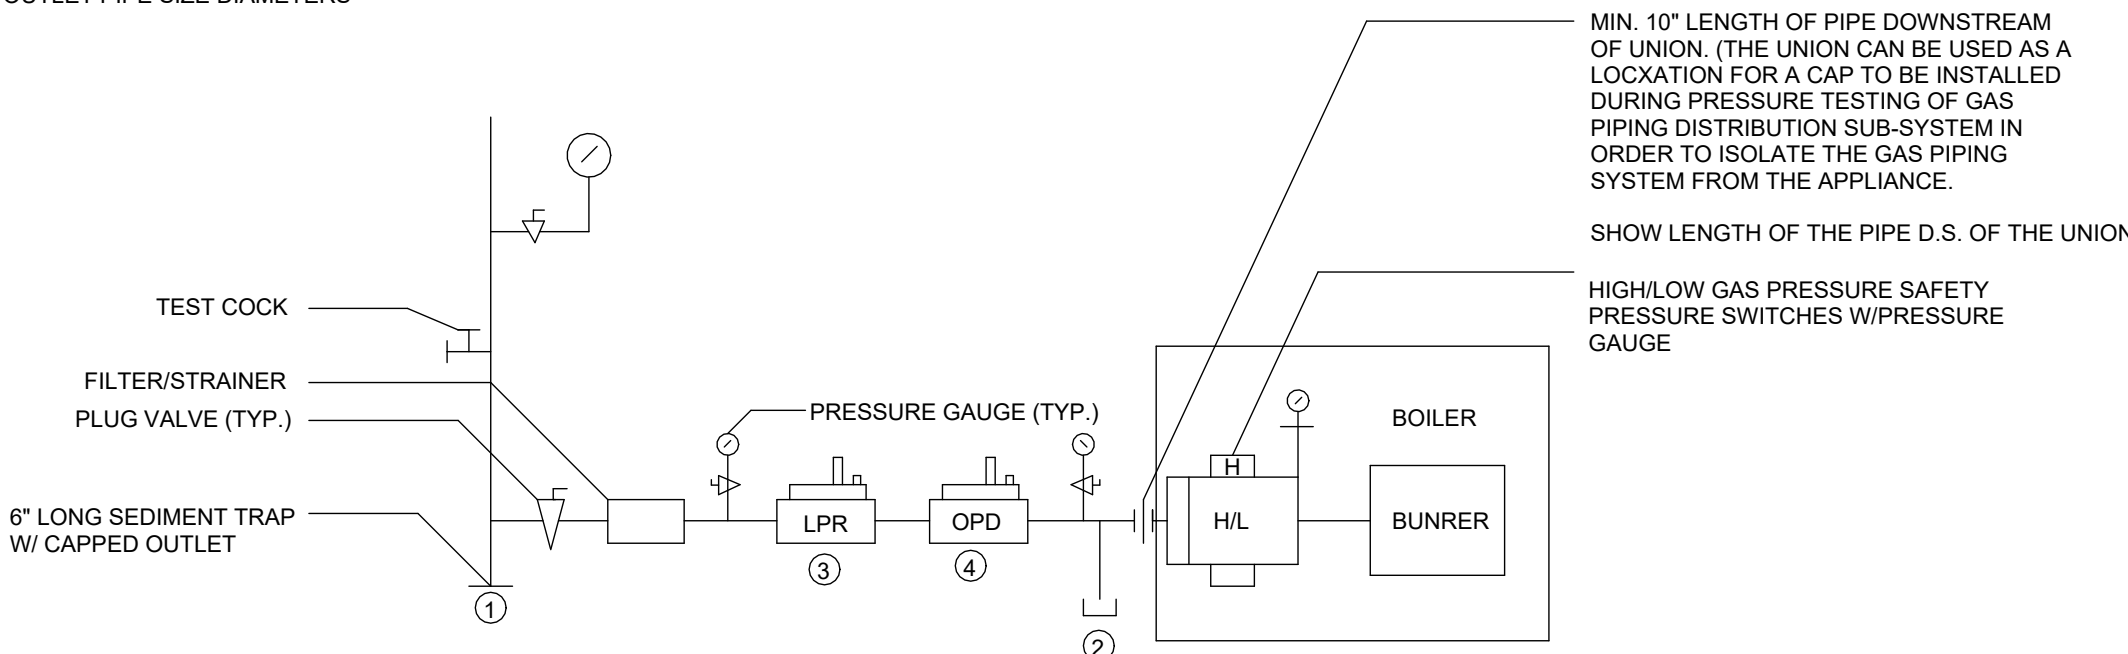 OUTLET PIPE SIZE DIAMETERS
MIN. 10" LENGTH OF PIPE DOWNSTREAM
OF UNION. (THE UNION CAN BE USED AS A
LOCXATION FOR A CAP TO BE INSTALLED
DURING PRESSURE TESTING OF GAS
PIPING DISTRIBUTION SUB-SYSTEM IN
ORDER TO ISOLATE THE GAS PIPING
SYSTEM FROM THE APPLIANCE.
SHOW LENGTH OF THE PIPE D.S. OF THE UNION
HIGH/LOW GAS PRESSURE SAFETY
PRESSURE SWITCHES W/PRESSURE
GAUGE
TEST COCK
FILTER/STRAINER
PLUG VALVE (TYP.)
6" LONG SEDIMENT TRAP
W/ CAPPED OUTLET
PRESSURE GAUGE (TYP.)
LPR
OPD
H
H/L
BOILER
BUNRER
1
3
4
2